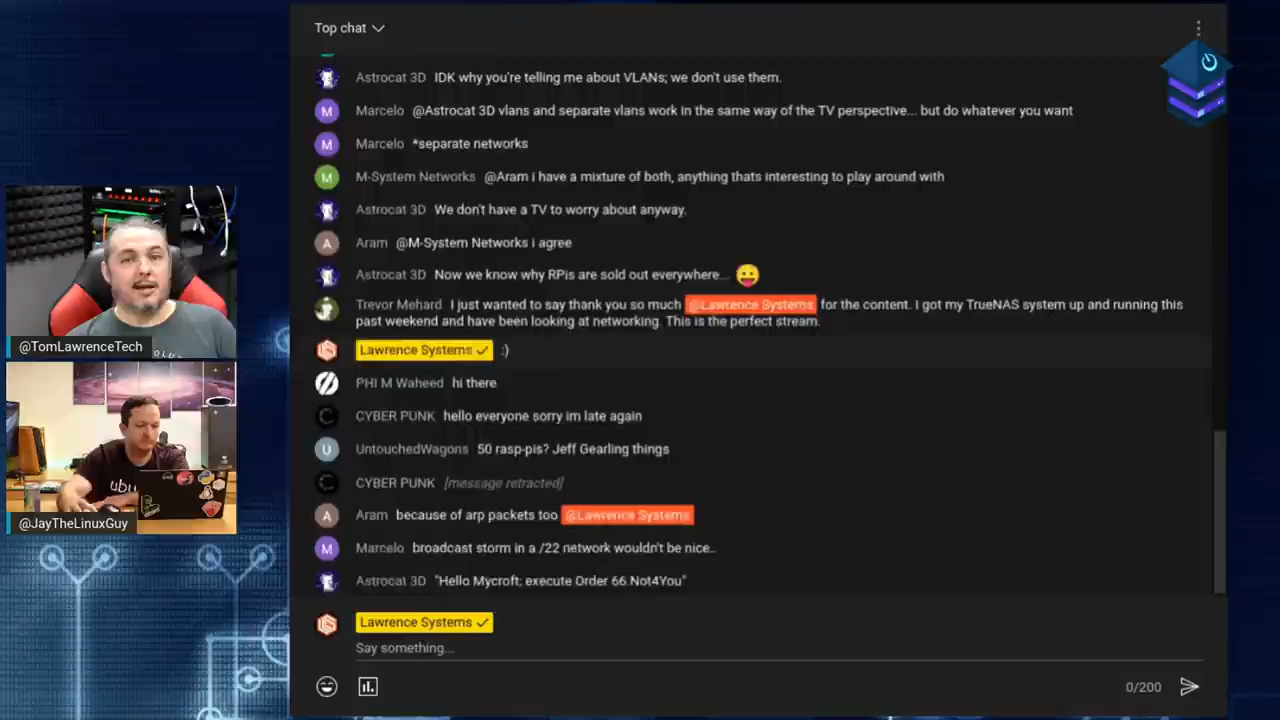 Top chat
Astrocat 3D IDK why you're telling me about VLANs; we don't use them.
M Marcelo @Astrocat 3D vlans and separate vlans work in the same way of the TV perspective... but do whatever you want
M Marcelo *separate networks
M M-System Networks @Aram i have a mixture of both, anything thats interesting to play around with
Astrocat 3D We don't have a TV to worry about anyway.
A Aram @M-System Networks i agree
Astrocat 3D Now we know why RPis are sold out everywhere... 😛
Trevor Mehard I just wanted to say thank you so much @Lawrence Systems for the content. I got my TrueNAS system up and running this
past weekend and have been looking at networking. This is the perfect stream.
Lawrence Systems ✓ :)
PHI M Waheed hi there
CYBER PUNK hello everyone sorry im late again
U UntouchedWagons 50 rasp-pis? Jeff Gearling things
CYBER PUNK [message retracted]
A Aram because of arp packets too @Lawrence Systems
M Marcelo broadcast storm in a /22 network wouldn't be nice..
Astrocat 3D "Hello Mycroft; execute Order 66 Not4You"
Lawrence Systems ✓
Say something...
0/200
@TomLawrenceTech
ubu
@JayTheLinuxGuy